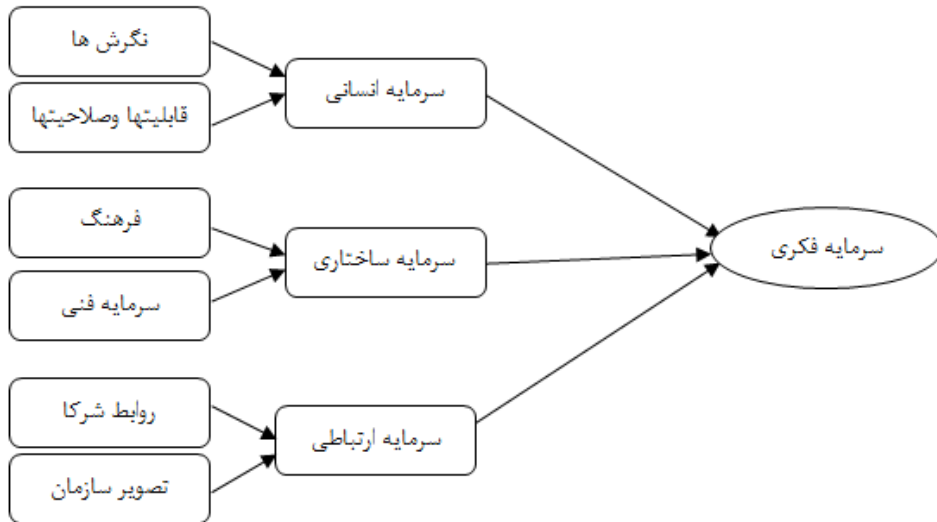 نگرش ها
قابلیتها وصلاحیتها
سرمایه انسانی
فرهنگ
سرمایه فنی
سرمایه ساختاری
سرمایه فکری
روابط شرکا
تصویر سازمان
سرمایه ارتباطی